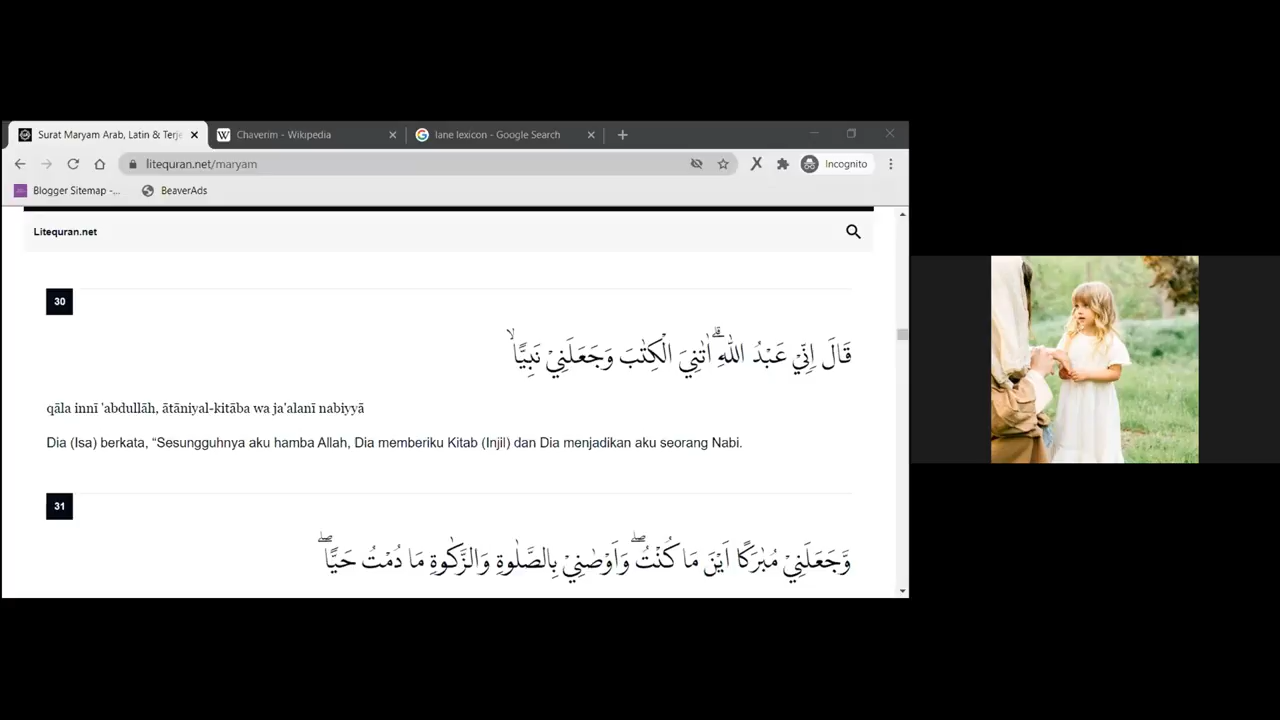 Surat Maryam Arab, Latin & Terje
Chaverim - Wikipedia
lane lexicon - Google Search
litequran.net/maryam
Incognito
Blogger Sitemap -...
BeaverAds
Litequran.net
30
قَالَ اِنِّيْ عَبْدُ اللّٰهِ ۗاٰتٰنِيَ الْكِتٰبَ وَجَعَلَنِيْ نَبِيًّا ۙ
qāla innī 'abdullāh, ātāniyal-kitāba wa ja'alanī nabiyyā
Dia (Isa) berkata, “Sesungguhnya aku hamba Allah, Dia memberiku Kitab (Injil) dan Dia menjadikan aku seorang Nabi.
31
وَّجَعَلَنِيْ مُبٰرَكًا اَيْنَ مَا كُنْتُۖ وَاَوْصٰنِيْ بِالصَّلٰوةِ وَالزَّكٰوةِ مَا دُمْتُ حَيًّا ۖ